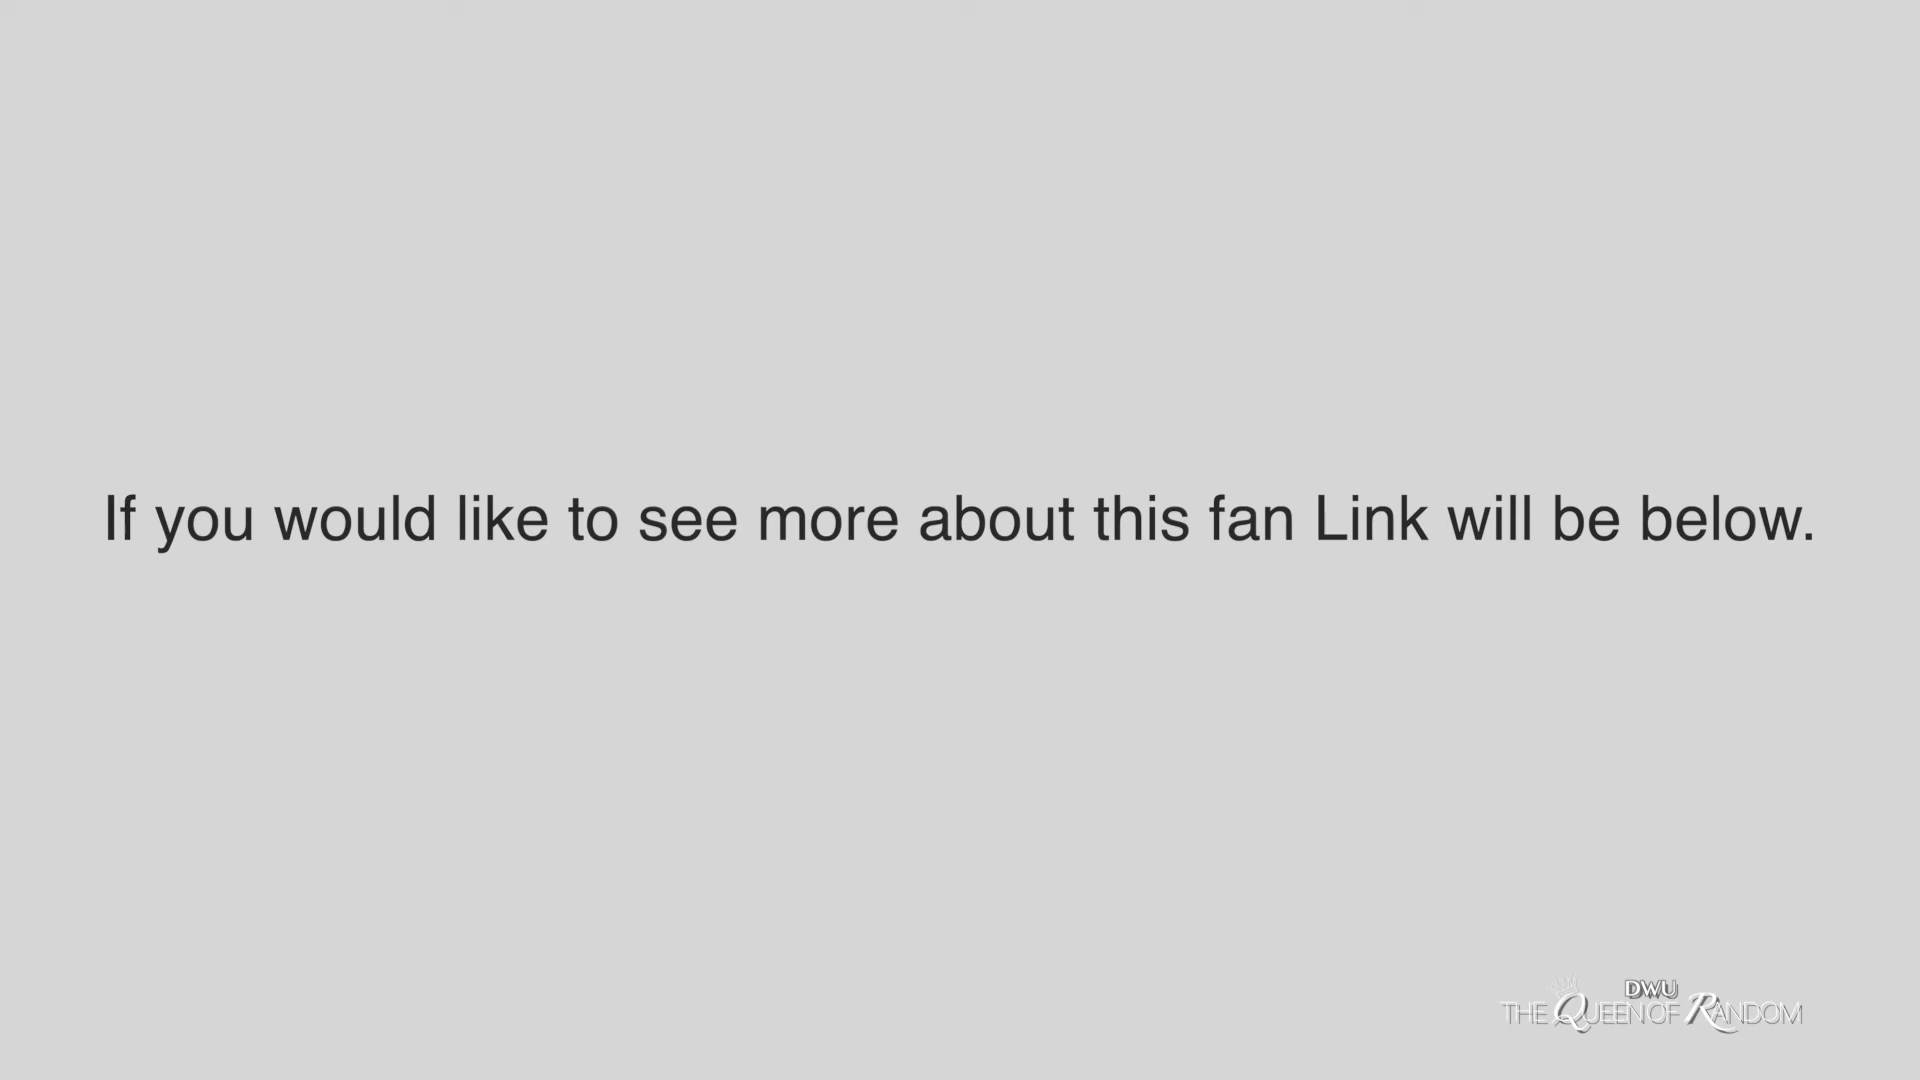 If you would like to see more about this fan Link will be below.
DWU
THE QUEEN OF RANDOM